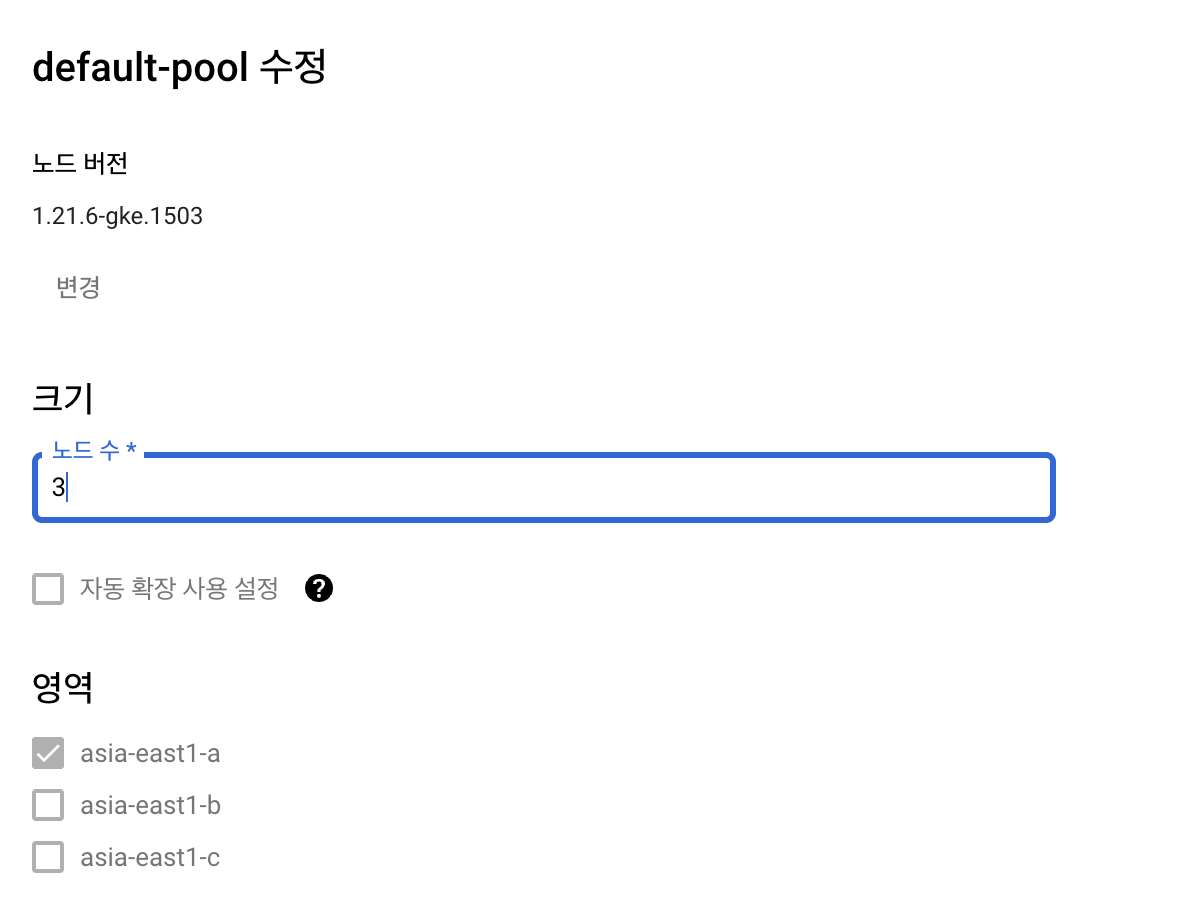 default-pool 수정
노드 버전
1.21.6-gke.1503
변경
크기
노드 수 *
3
자동 확장 사용 설정 ?
영역
asia-east1-a
asia-east1-b
asia-east1-c